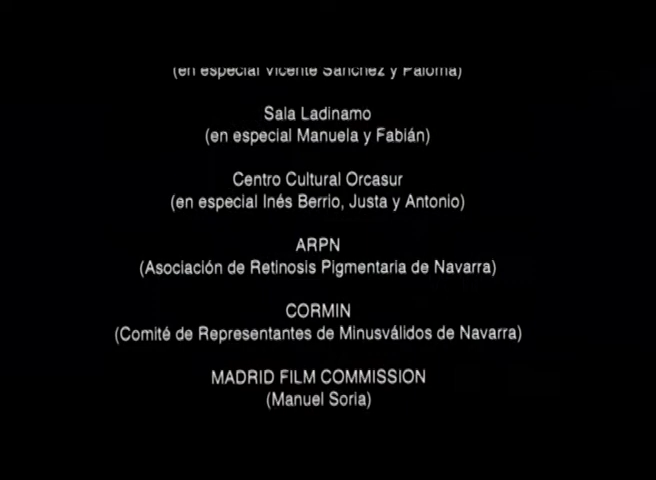 (en especial Vicente Sánchez y Paloma)
Sala Ladinamo
(en especial Manuela y Fabián)
Centro Cultural Orcasur
(en especial Inés Berrio, Justa y Antonio)
ARPN
(Asociación de Retinosis Pigmentaria de Navarra)
CORMIN
(Comité de Representantes de Minusválidos de Navarra)
MADRID FILM COMMISSION
(Manuel Soria)